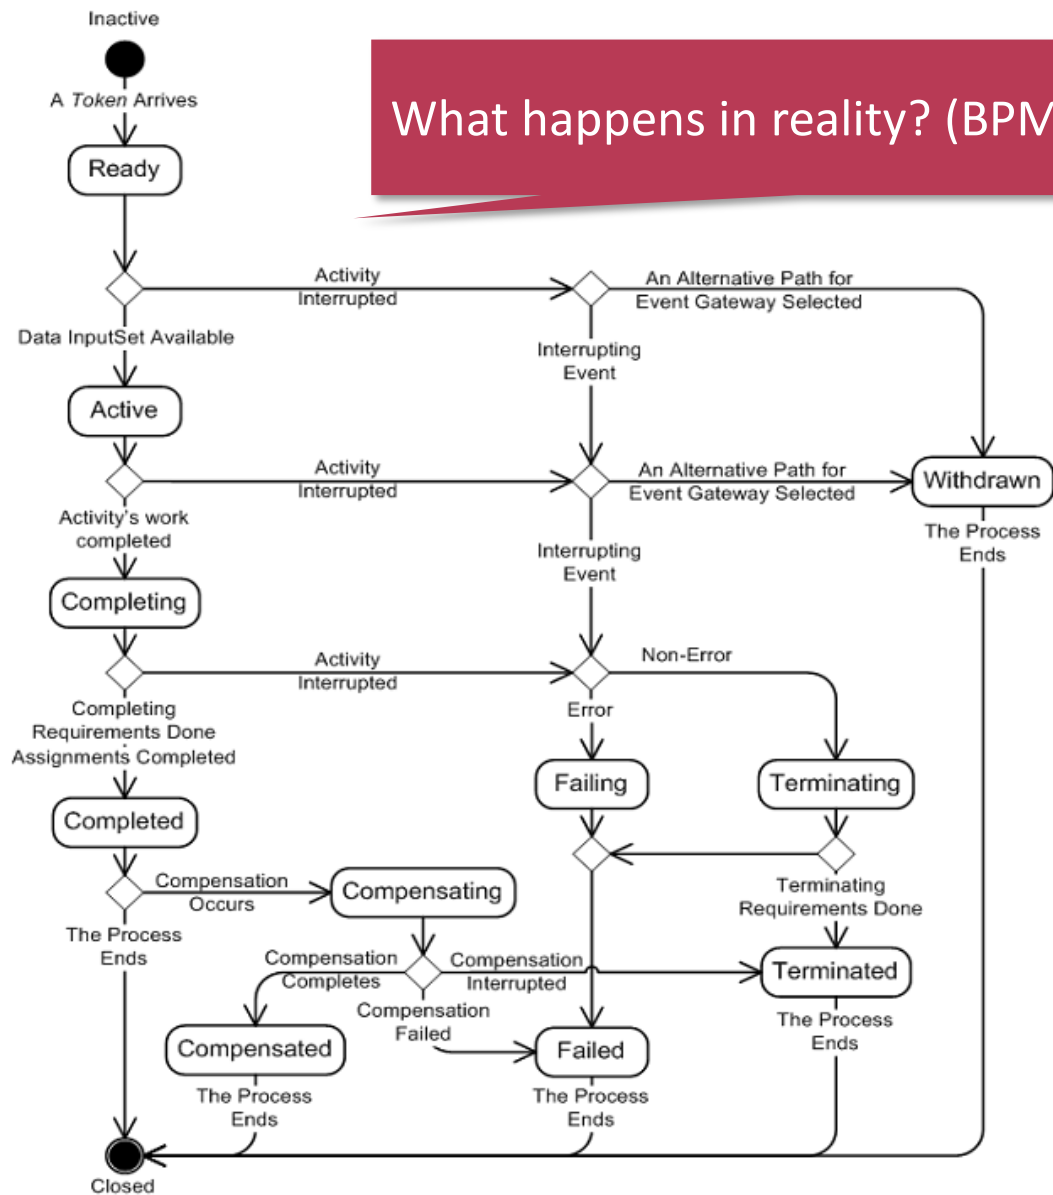 Inactive
A Token Arrives
What happens in reality? (BPM
Ready
Activity
Interrupted
An Alternative Path for
Event Gateway Selected
Data InputSet Available
Interrupting
Event
Active
Activity
Interrupted
An Alternative Path for
Event Gateway Selected
Withdrawn
Activity's work
completed
The Process
Ends
Interrupting
Event
Completing
Activity
Interrupted
Non-Error
Completing
Requirements Done
Assignments Completed
Error
Failing
Terminating
Completed
Compensation
Occurs
Compensating
Terminating
Requirements Done
The Process
Ends
Compensation
Completes
Compensation
Interrupted
Terminated
Compensation
Failed
The Process
Ends
Compensated
Failed
The Process
Ends
The Process
Ends
Closed